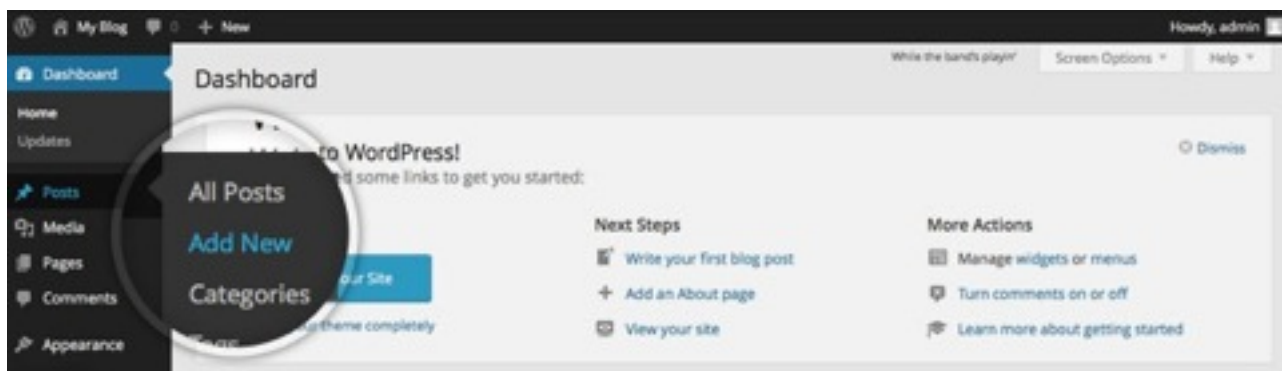 My Blog 0 + New Howdy, admin
Dashboard
While the band's playin' Screen Options Help
Dashboard
Home
Updates
to WordPress!
Dismiss
some links to get you started:
Posts
All Posts
Media
Add New
Pages
Categories
Comments
Tags
Appearance
Site
theme completely
Next Steps
Write your first blog post
Add an About page
View your site
More Actions
Manage widgets or menus
Turn comments on or off
Learn more about getting started